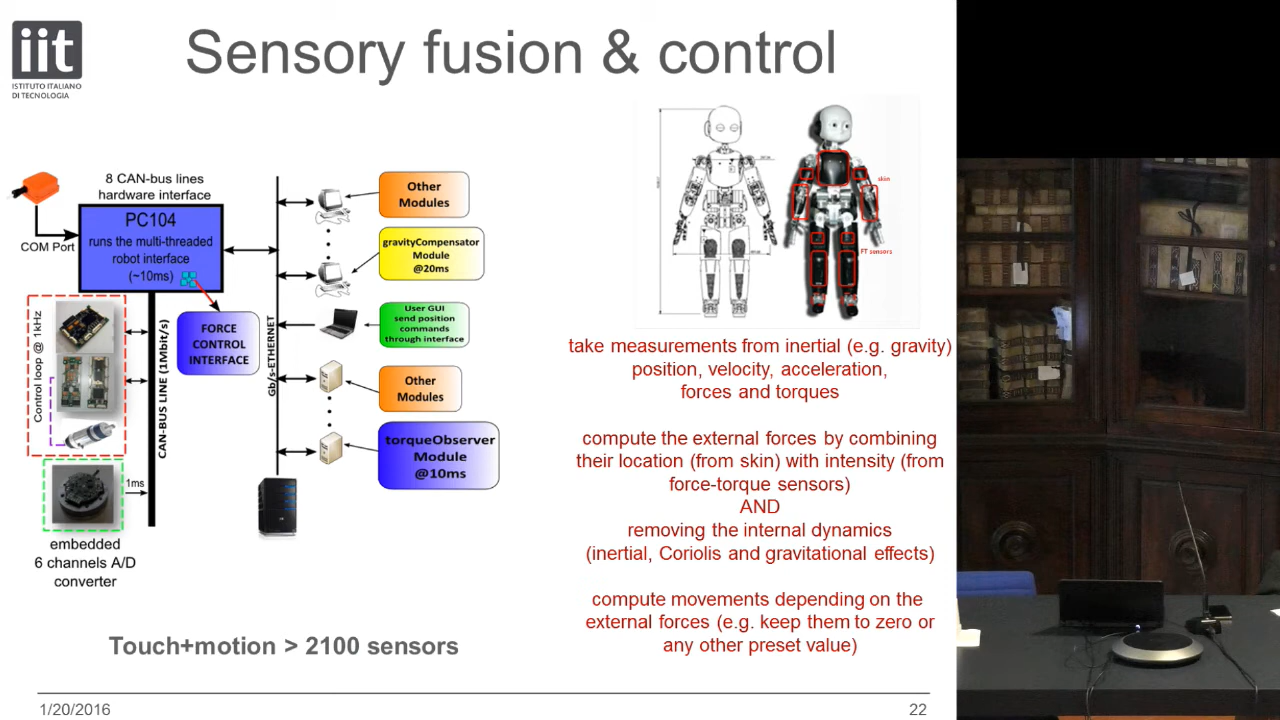 iit
ISTITUTO ITALIANO
DI TECNOLOGIA
Sensory fusion & control
8 CAN-bus lines
hardware interface
PC104
runs the multi-threaded
robot interface
(~10ms)
COM Port
FORCE
CONTROL
INTERFACE
Control loop @ 1kHz
CAN-BUS LINE (1Mbit/s)
1ms
embedded
6 channels A/D
converter
Gb/s-ETHERNET
Other
Modules
gravityCompensator
Module
@20ms
User GUI
send position
commands
through interface
Other
Modules
torqueObserver
Module
@10ms
skin
FT sensors
take measurements from inertial (e.g. gravity)
position, velocity, acceleration,
forces and torques
compute the external forces by combining
their location (from skin) with intensity (from
force-torque sensors)
AND
removing the internal dynamics
(inertial, Coriolis and gravitational effects)
compute movements depending on the
external forces (e.g. keep them to zero or
any other preset value)
Touch+motion > 2100 sensors
1/20/2016
22